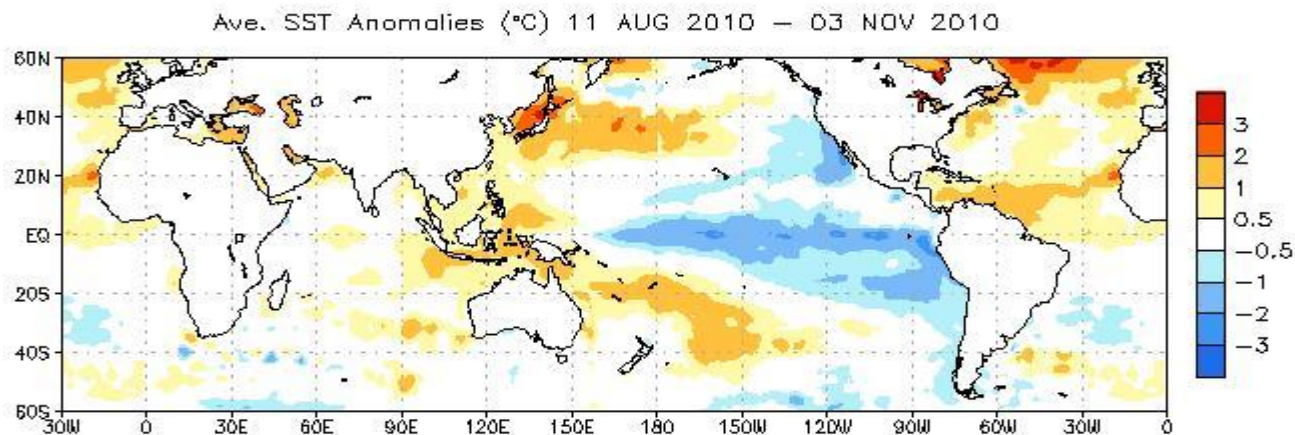 Ave. SST Anomalies (°C) 11 AUG 2010 – 03 NOV 2010
60N
40N
20N
EQ
20S
40S
60S
30W 0 30E 60E 90E 120E 150E 180 150W 120W 90W 60W 30W 0
3
2
1
0.5
-0.5
-1
-2
-3